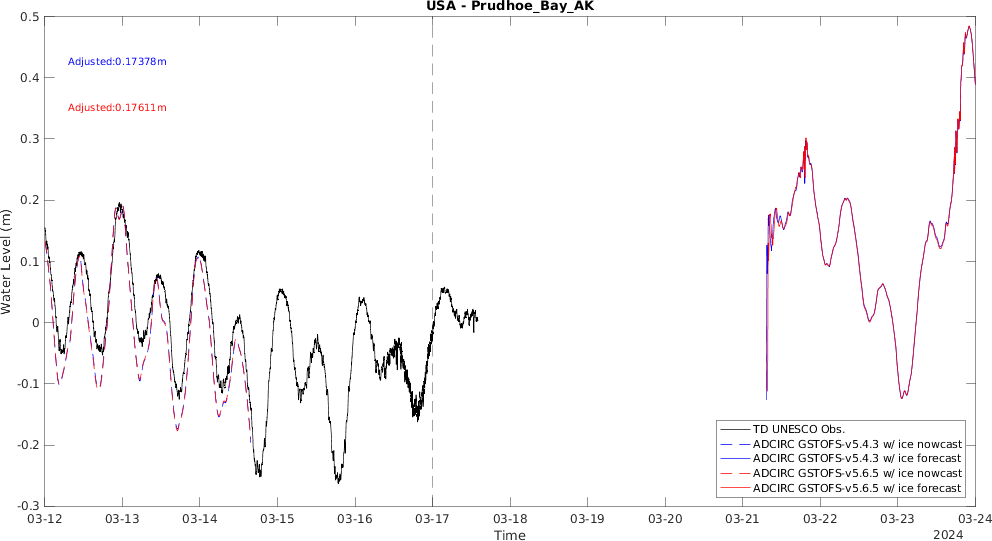 USA - Prudhoe_Bay_AK
Adjusted:0.17378m
Adjusted:0.17611m
Water Level (m)
0.5
0.4
0.3
0.2
0.1
0
-0.1
-0.2
-0.3
TD UNESCO Obs.
ADCIRC GSTOFS-v5.4.3 w/ ice nowcast
ADCIRC GSTOFS-v5.4.3 w/ ice forecast
ADCIRC GSTOFS-v5.6.5 w/ ice nowcast
ADCIRC GSTOFS-v5.6.5 w/ ice forecast
03-12 03-13 03-14 03-15 03-16 03-17 03-18 03-19 03-20 03-21 03-22 03-23 03-24
Time
2024